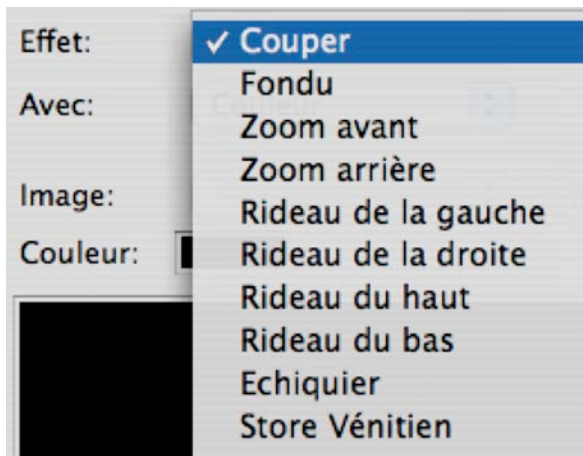 Effet:
✓ Couper
Fondu
Avec:
Couleur
Zoom avant
Zoom arrière
Image:
Rideau de la gauche
Couleur:
Rideau de la droite
Rideau du haut
Rideau du bas
Echiquier
Store Vénitien